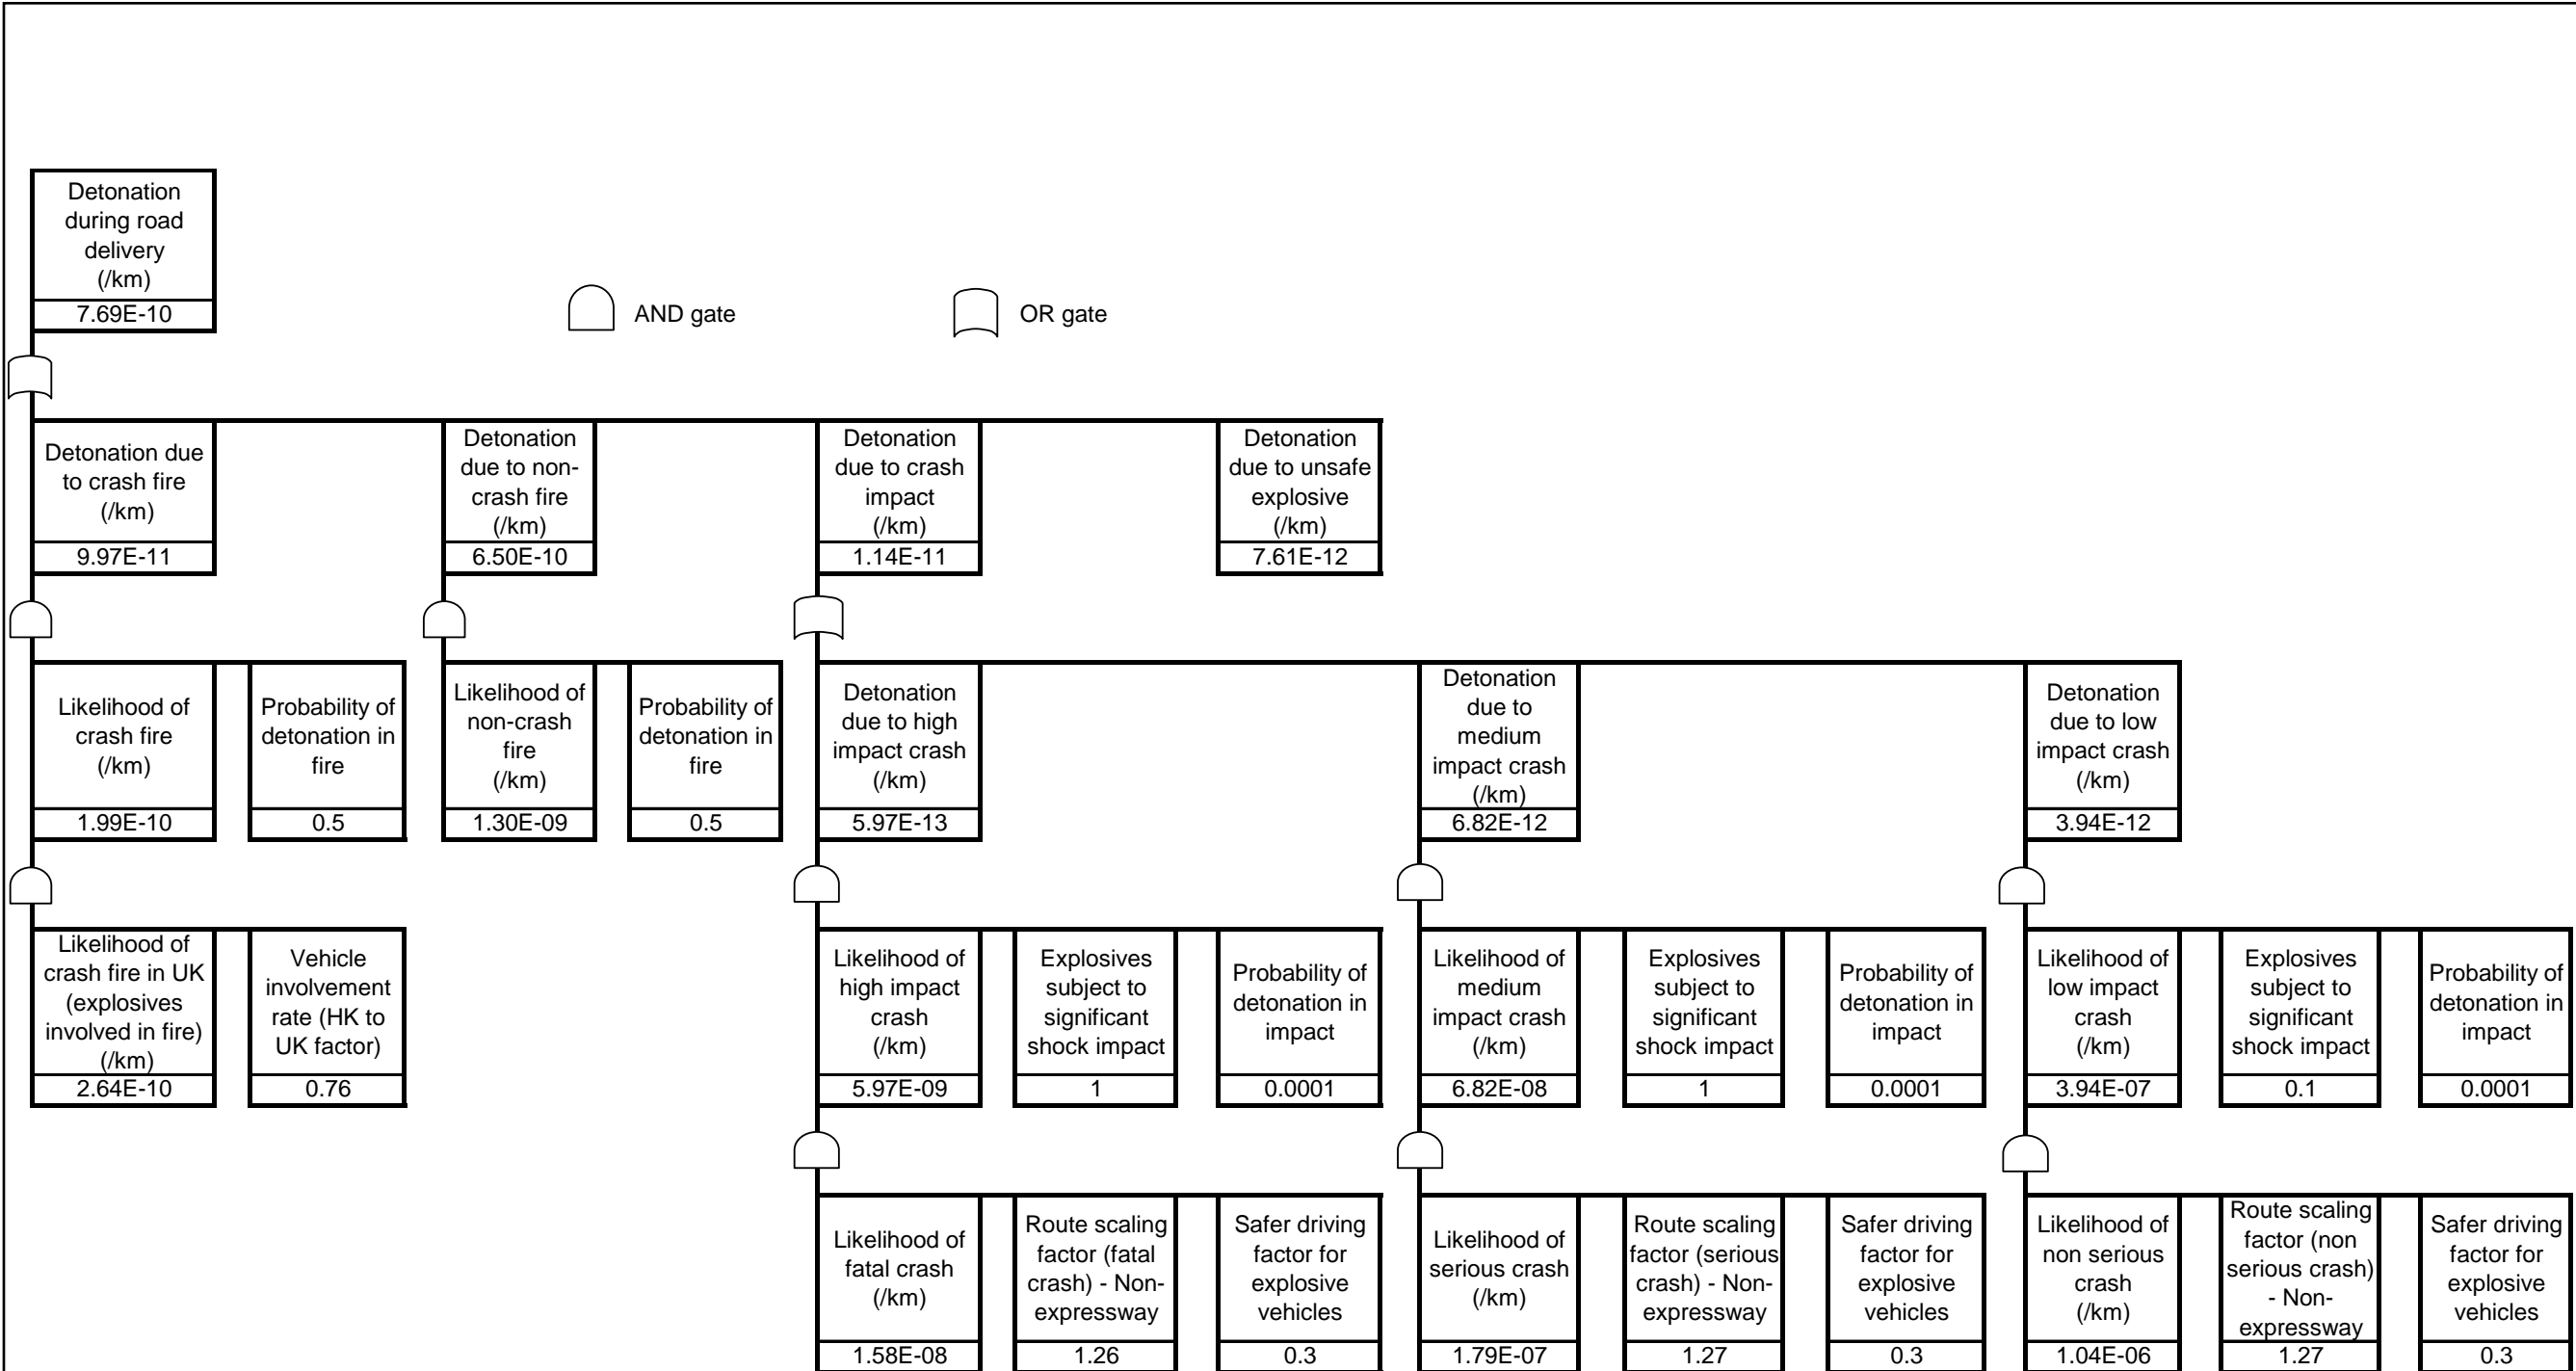 Detonation
during road
delivery
(/km)
7.69E-10
AND gate
OR gate
Detonation due
to crash fire
(/km)
9.97E-11
Detonation
due to non-
crash fire
(/km)
6.50E-10
Detonation
due to crash
impact
(/km)
1.14E-11
Detonation
due to unsafe
explosive
(/km)
7.61E-12
Likelihood of
crash fire
(/km)
1.99E-10
Probability of
detonation in
fire
0.5
Likelihood of
non-crash
fire
(/km)
1.30E-09
Probability of
detonation in
fire
0.5
Detonation
due to high
impact crash
(/km)
5.97E-13
Detonation
due to
medium
impact crash
(/km)
6.82E-12
Detonation
due to low
impact crash
(/km)
3.94E-12
Likelihood of
crash fire in UK
(explosives
involved in fire)
(/km)
2.64E-10
Vehicle
involvement
rate (HK to
UK factor)
0.76
Likelihood of
high impact
crash
(/km)
5.97E-09
Explosives
subject to
significant
shock impact
1
Probability of
detonation in
impact
0.0001
Likelihood of
medium
impact crash
(/km)
6.82E-08
Explosives
subject to
significant
shock impact
1
Probability of
detonation in
impact
0.0001
Likelihood of
low impact
crash
(/km)
3.94E-07
Explosives
subject to
significant
shock impact
0.1
Probability of
detonation in
impact
0.0001
Likelihood of
fatal crash
(/km)
1.58E-08
Route scaling
factor (fatal
crash) - Non-
expressway
1.26
Safer driving
factor for
explosive
vehicles
0.3
Likelihood of
serious crash
(/km)
1.79E-07
Route scaling
factor (serious
crash) - Non-
expressway
1.27
Safer driving
factor for
explosive
vehicles
0.3
Likelihood of
non serious
crash
(/km)
1.04E-06
Route scaling
factor (non
serious crash)
- Non-
expressway
1.27
Safer driving
factor for
explosive
vehicles
0.3